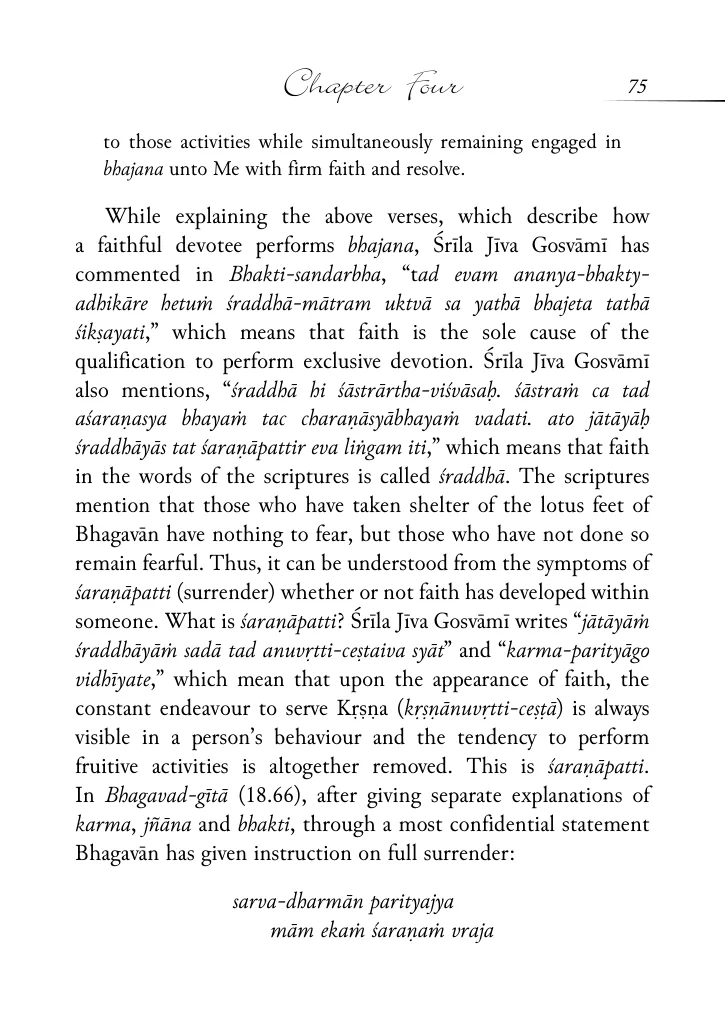 Chapter Four 75
to those activities while simultaneously remaining engaged in
bhajana unto Me with firm faith and resolve.
While explaining the above verses, which describe how
a faithful devotee performs bhajana, Śrīla Jīva Gosvāmī has
commented in Bhakti-sandarbha, “tad evam ananya-bhakty-
adhikāre hetuṁ śraddhā-mātram uktvā sa yathā bhajeta tathā
śikṣayati,” which means that faith is the sole cause of the
qualification to perform exclusive devotion. Śrīla Jīva Gosvāmī
also mentions, “śraddhā hi śāstrārtha-viśvāsaḥ. śāstraṁ ca tad
aśaraṇasya bhayaṁ tac charaṇāsyābhayaṁ vadati. ato jātāyāḥ
śraddhāyās tat śaraṇāpattir eva liṅgam iti,” which means that faith
in the words of the scriptures is called śraddhā. The scriptures
mention that those who have taken shelter of the lotus feet of
Bhagavān have nothing to fear, but those who have not done so
remain fearful. Thus, it can be understood from the symptoms of
śaraṇāpatti (surrender) whether or not faith has developed within
someone. What is śaraṇāpatti? Śrīla Jīva Gosvāmī writes “jātāyāṁ
śraddhāyāṁ sadā tad anuvṛtti-ceṣtaiva syāt” and “karma-parityāgo
vidhīyate,” which mean that upon the appearance of faith, the
constant endeavour to serve Kṛṣṇa (kṛṣṇānuvṛtti-ceṣṭā) is always
visible in a person’s behaviour and the tendency to perform
fruitive activities is altogether removed. This is śaraṇāpatti.
In Bhagavad-gītā (18.66), after giving separate explanations of
karma, jñāna and bhakti, through a most confidential statement
Bhagavān has given instruction on full surrender:
sarva-dharmān parityajya
mām ekaṁ śaraṇaṁ vraja